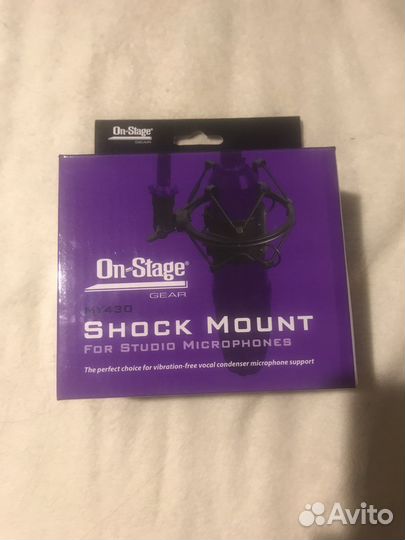 On-Stage®
GEAR
On-Stage®
GEAR
MY430
SHOCK MOUNT
FOR STUDIO MICROPHONES
The perfect choice for vibration-free vocal condenser microphone support
Avito